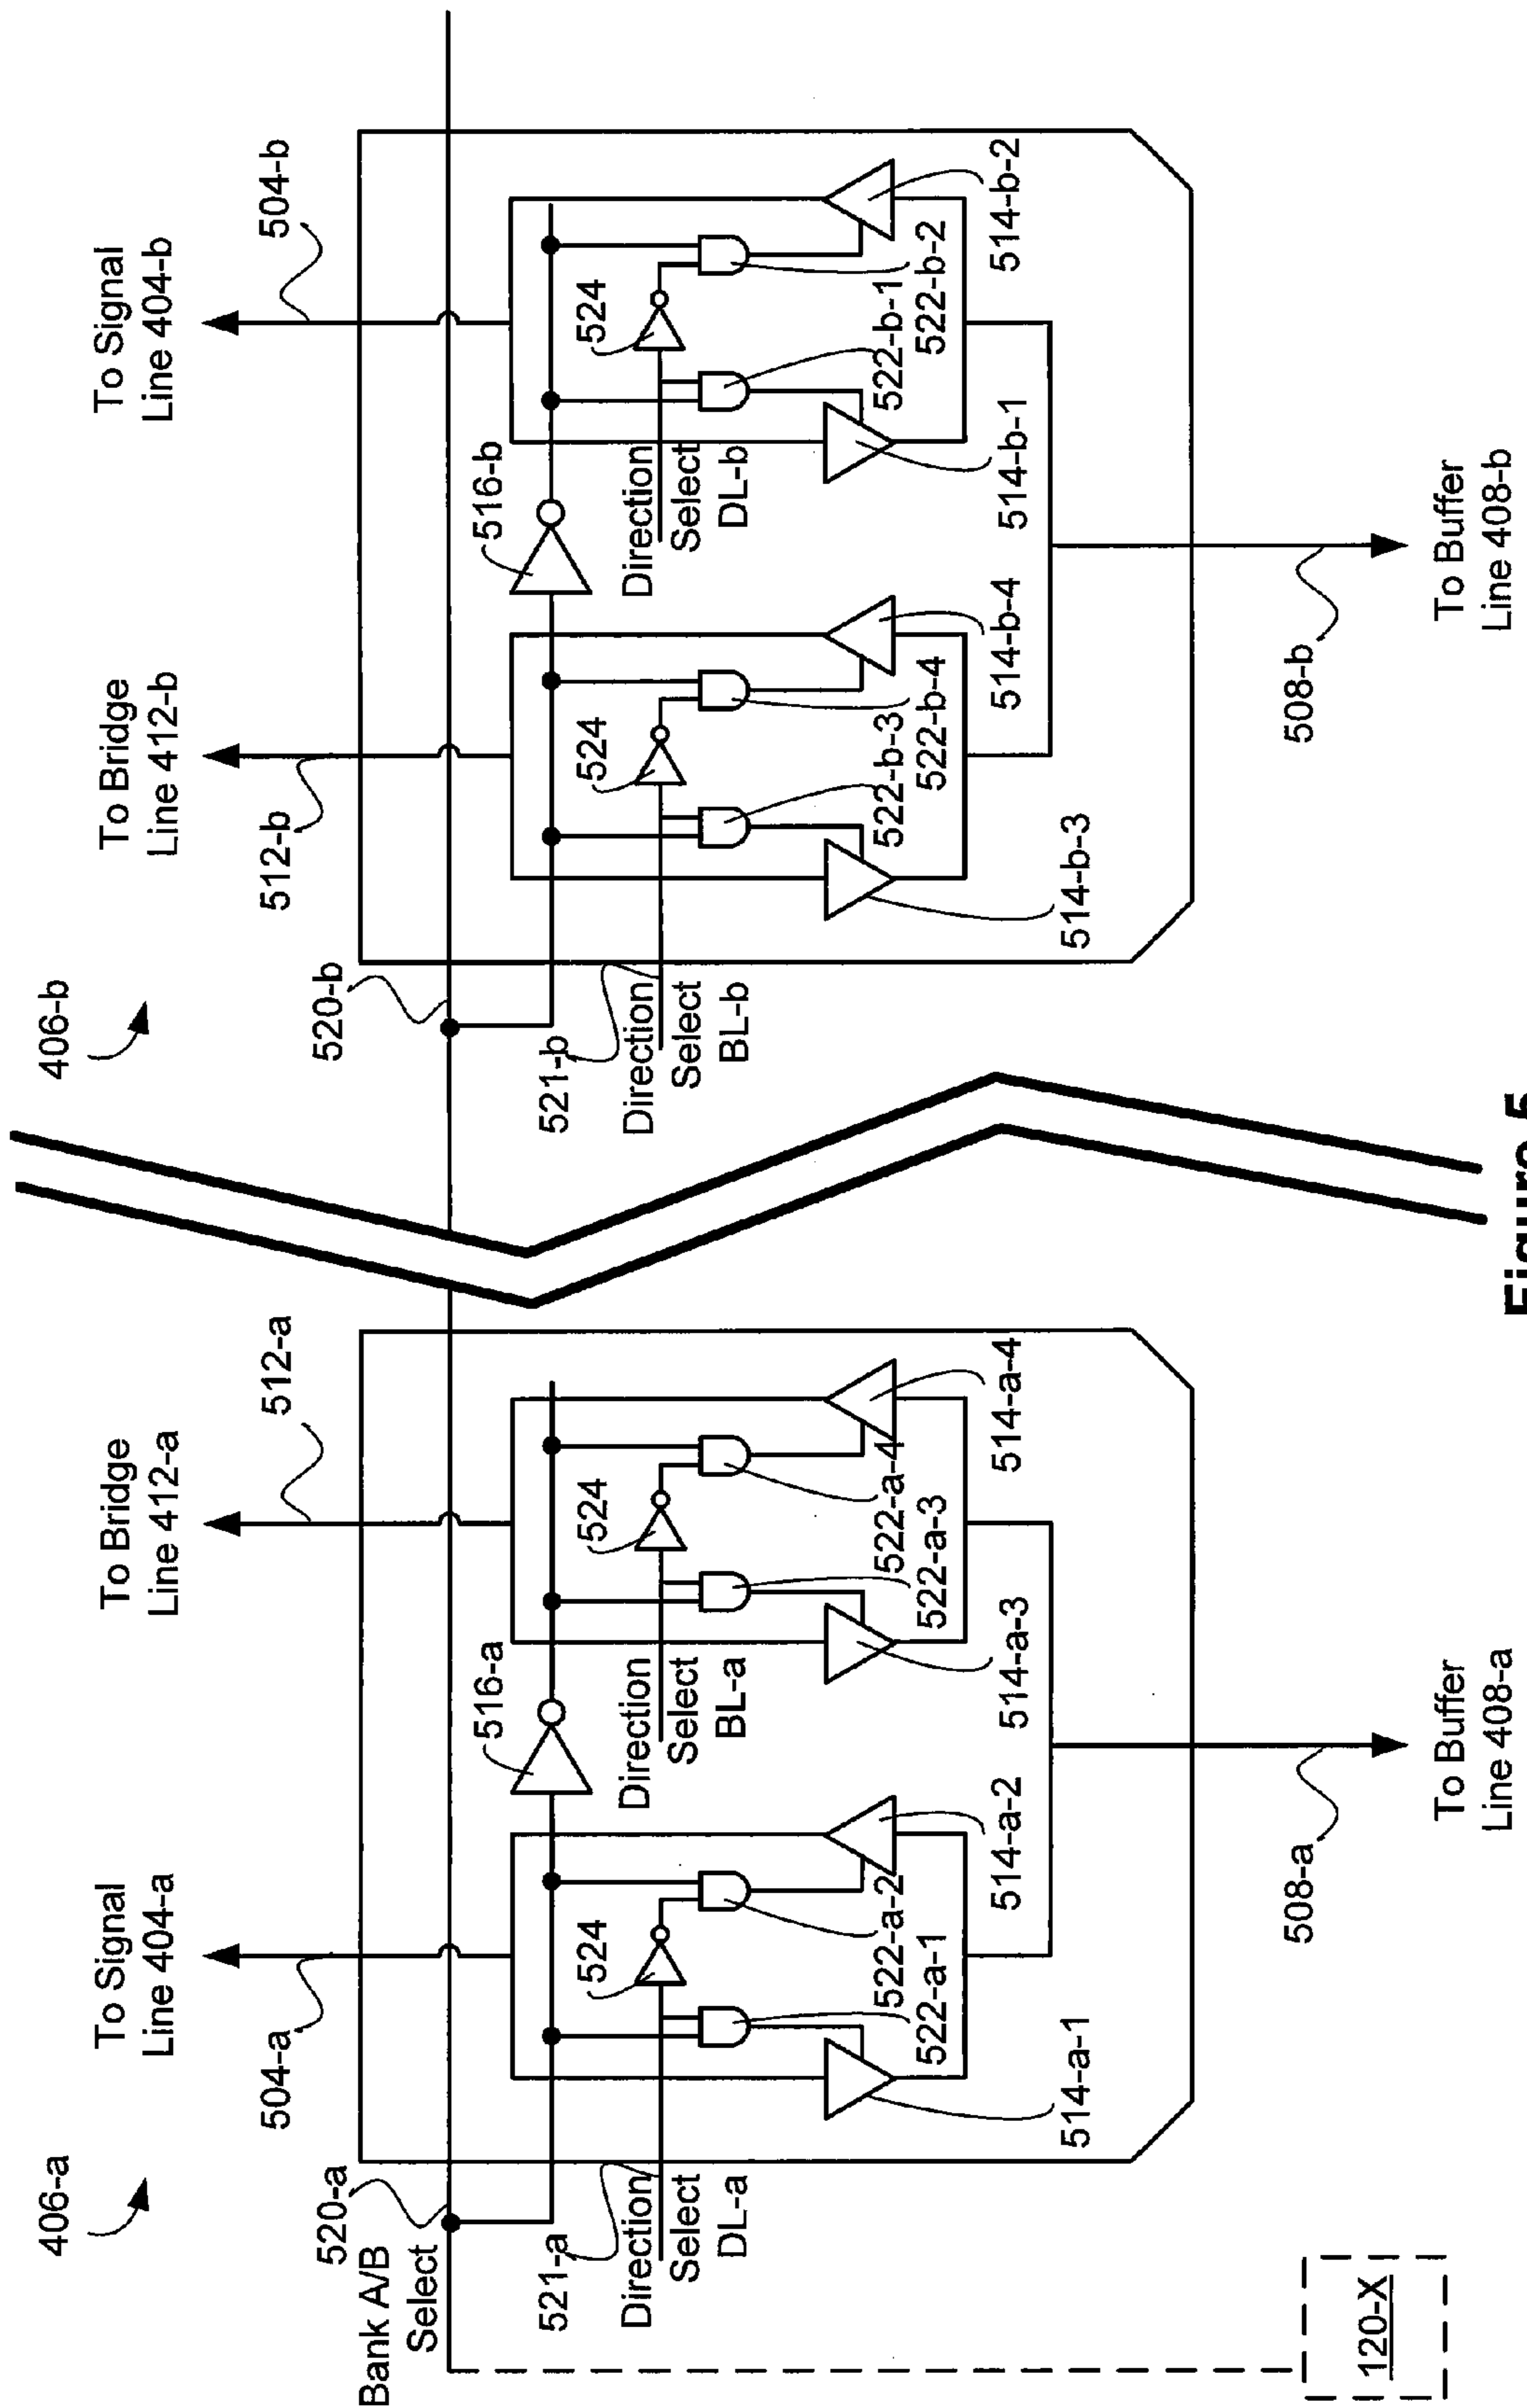 406-a
To Signal
Line 404-a
504-a
To Bridge
Line 412-a
512-a
Bank A/B
Select
520-a
516-a
521-a
Direction
Select
DL-a
524
522-a-2
522-a-1
514-a-1
514-a-2
Direction
Select
BL-a
524
522-a-4
522-a-3
514-a-3
514-a-4
508-a
To Buffer
Line 408-a
120-X
406-b
To Bridge
Line 412-b
512-b
To Signal
Line 404-b
504-b
520-b
516-b
521-b
Direction
Select
BL-b
524
522-b-3
522-b-4
514-b-3
514-b-4
Direction
Select
DL-b
524
522-b-1
522-b-2
514-b-1
514-b-2
508-b
To Buffer
Line 408-b
Figure 5